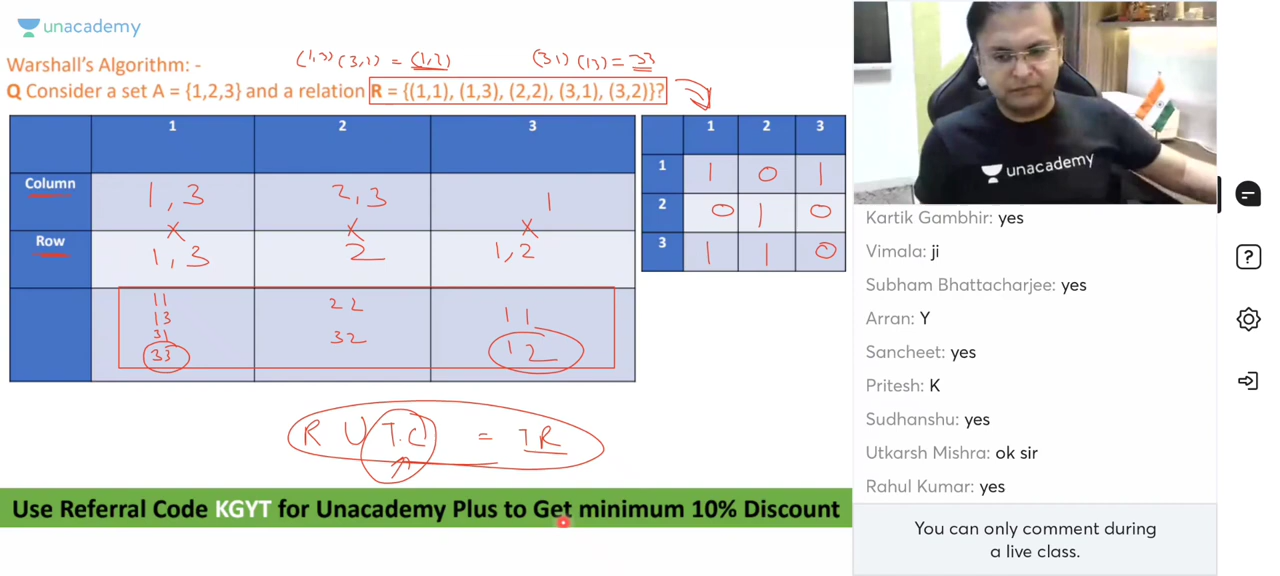 unacademy
Warshall's Algorithm: -
(1,3) (3,1) = (1,2)
(31) (13) = 33
Q Consider a set A = {1,2,3} and a relation R = {(1,1), (1,3), (2,2), (3,1), (3,2)}?
1 2 3
Column 1, 3 2, 3 1
x x x
Row 1, 3 2 1, 2
11 22 11
13 32 12
31
33
1 2 3
1 1 0 1
2 0 1 0
3 1 1 0
R U T.C = TR
Use Referral Code KGYT for Unacademy Plus to Get minimum 10% Discount
unacademy
Kartik Gambhir: yes
Vimala: ji
Subham Bhattacharjee: yes
Arran: Y
Sancheet: yes
Pritesh: K
Sudhanshu: yes
Utkarsh Mishra: ok sir
Rahul Kumar: yes
You can only comment during
a live class.
?